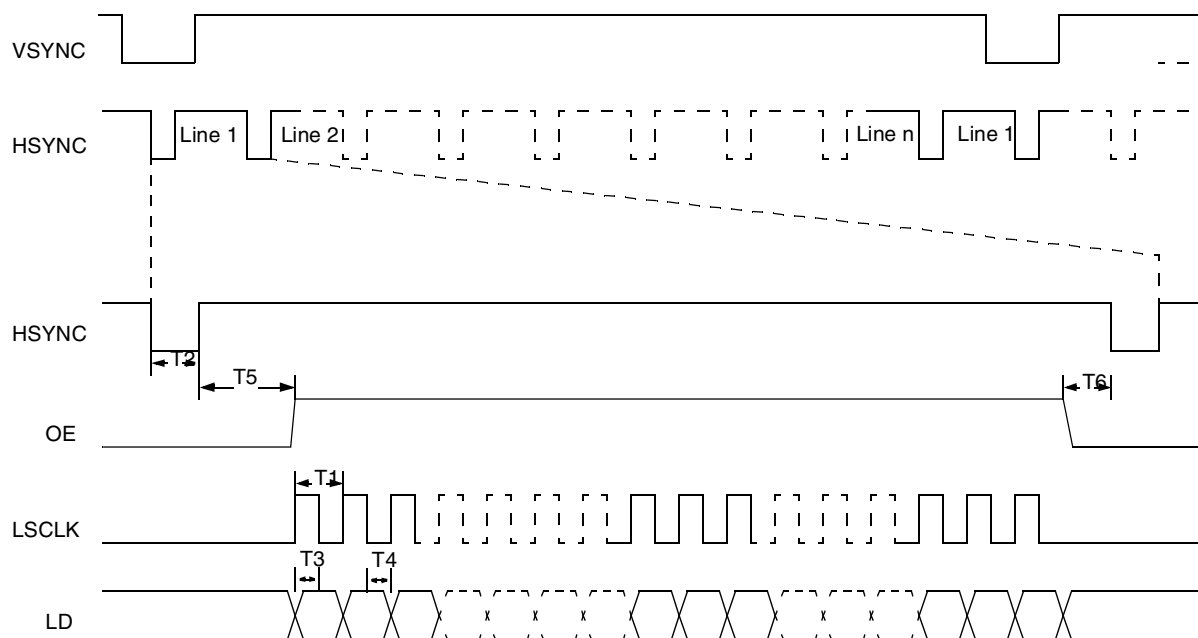 VSYNC
HSYNC
Line 1
Line 2
Line n
Line 1
HSYNC
T2
T5
T6
OE
T1
LSCLK
T3
T4
LD